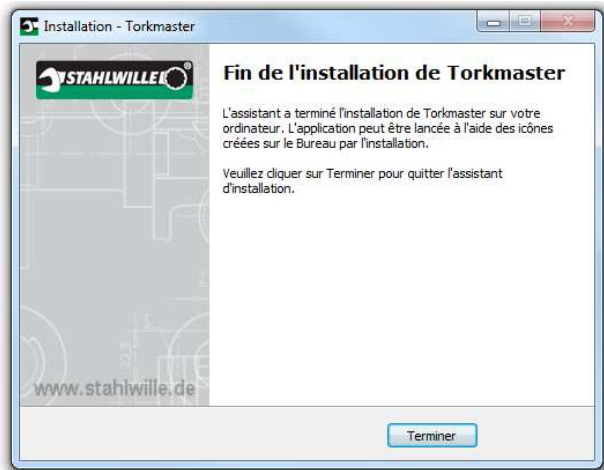 Installation - Torkmaster
STAHLWILLE®
Fin de l'installation de Torkmaster
L'assistant a terminé l'installation de Torkmaster sur votre
ordinateur. L'application peut être lancée à l'aide des icônes
créées sur le Bureau par l'installation.
Veuillez cliquer sur Terminer pour quitter l'assistant
d'installation.
www.stahlwille.de
Terminer